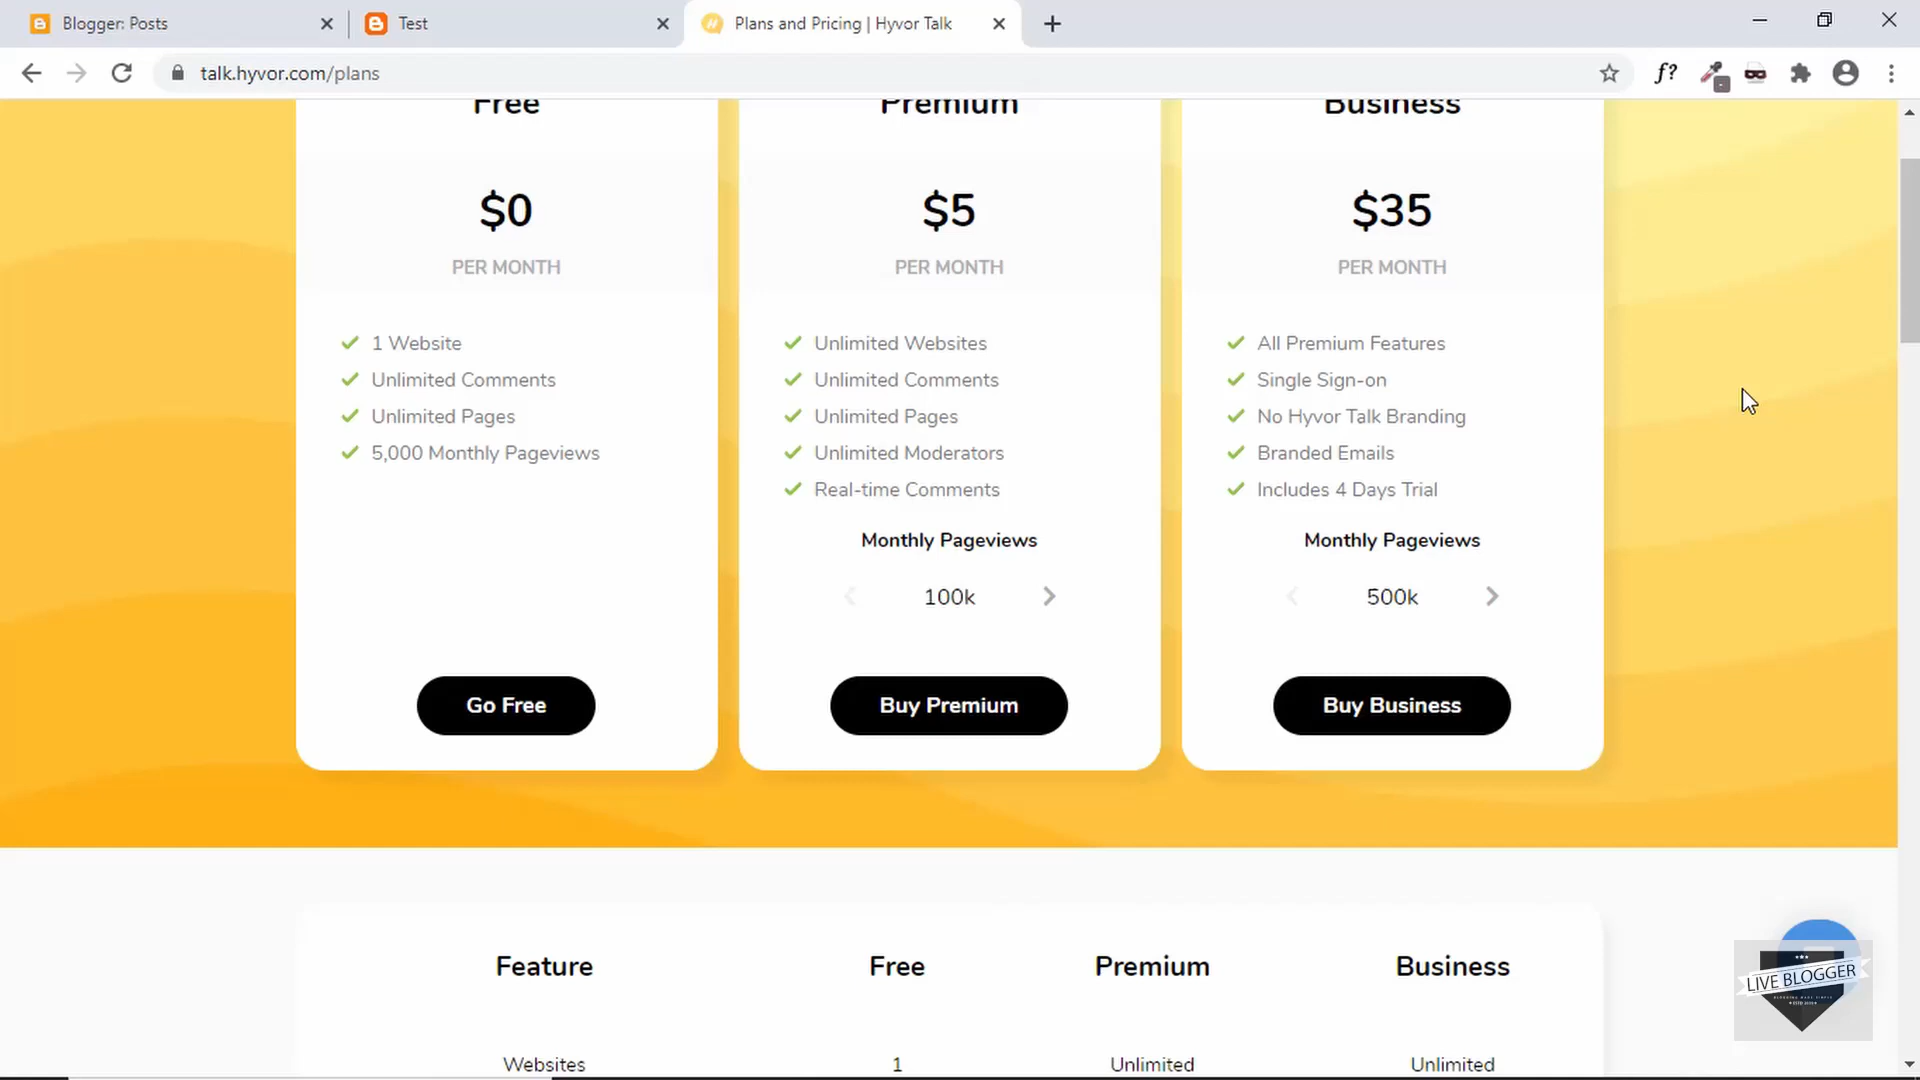 Blogger: Posts
Test
Plans and Pricing | Hyvor Talk
talk.hyvor.com/plans
f?
Free
Premium
Business
$0
$5
$35
PER MONTH
PER MONTH
PER MONTH
1 Website
Unlimited Comments
Unlimited Pages
5,000 Monthly Pageviews
Unlimited Websites
Unlimited Comments
Unlimited Pages
Unlimited Moderators
Real-time Comments
Monthly Pageviews
100k
All Premium Features
Single Sign-on
No Hyvor Talk Branding
Branded Emails
Includes 4 Days Trial
Monthly Pageviews
500k
Go Free
Buy Premium
Buy Business
Feature Free Premium Business
Websites 1 Unlimited Unlimited
LIVE BLOGGER